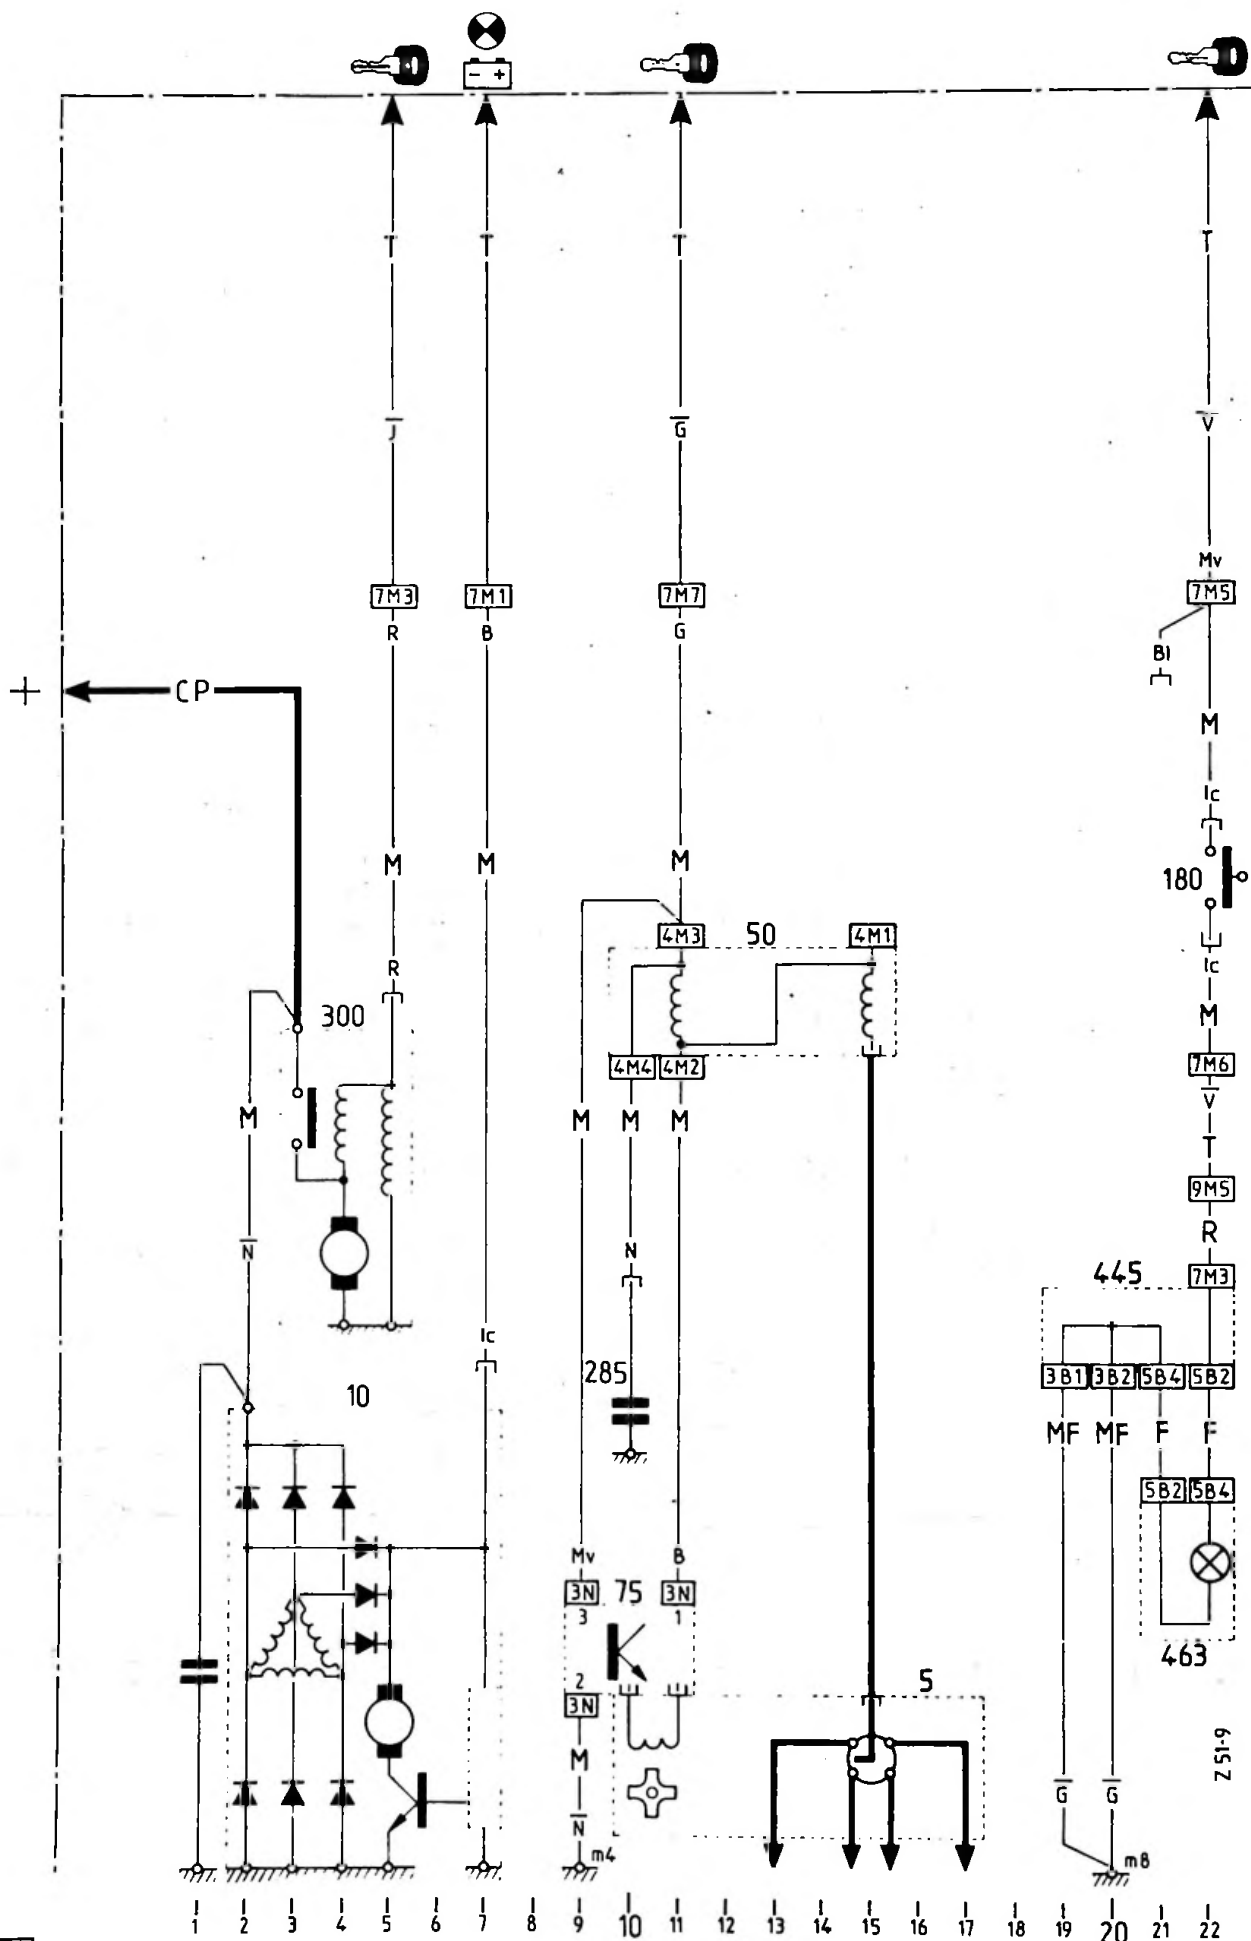 - +
T T T T
J G V
Mv
7M3 7M1 7M7 7M5
R B G
Bl
+ CP
M
Ic
M M M
180
4M3 50 4M1
R
Ic
300
M
4M4 4M2 7M6
M M M M V
T
9M5
N N R
445 7M3
Ic
285
10
3B1 3B2 5B4 5B2
MF MF F F
5B2 5B4
Mv B
3N 75 3N
3 1
463
2
3N
5
M
Z 51-9
G G
N
m4 m8
1 2 3 4 5 6 7 8 9 10 11 12 13 14 15 16 17 18 19 20 21 22